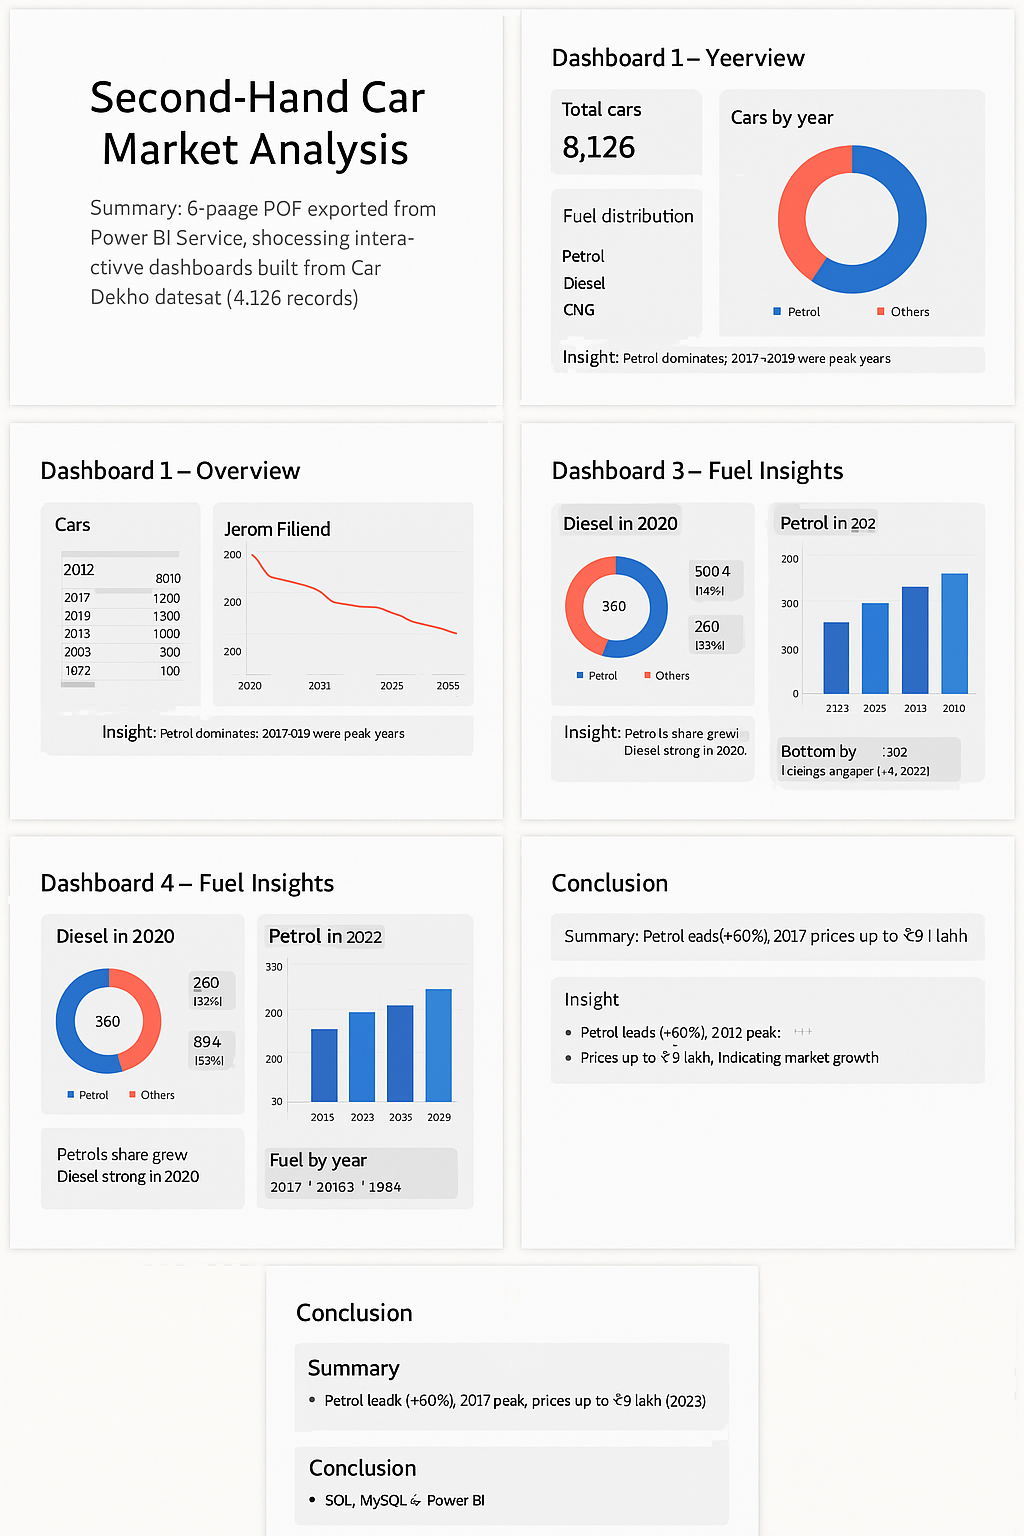 Second-Hand Car
Market Analysis
Summary: 6-paage POF exported from
Power BI Service, shocessing intera-
ctivve dashboards built from Car
Dekho datesat (4.126 records)
Dashboard 1 – Yeerview
Total cars
8,126
Fuel distribution
Petrol
Diesel
CNG
Cars by year
Petrol
Others
Insight: Petrol dominates; 2017¬2019 were peak years
Dashboard 1 – Overview
Cars
2012
8010
2017 1200
2019 1300
2013 1000
2003 300
1072 100
Jerom Filiend
200
200
200
2020 2031 2025 2055
Insight: Petrol dominates: 2017-019 were peak years
Dashboard 3 – Fuel Insights
Diesel in 2020
360
500 4
|14%|
260
|33%|
Petrol
Others
Insight: Petro ls share grewi
Diesel strong in 2020.
Petrol in 202
200
300
300
0
2123 2025 2013 2010
Bottom by :302
l cieings angaper (+4, 2022)
Dashboard 4 – Fuel Insights
Diesel in 2020
360
260
|32%|
894
|53%|
Petrol
Others
Petrols share grew
Diesel strong in 2020
Petrol in 2022
330
200
200
30
2015 2023 2035 2029
Fuel by year
2017 ' 20163 ' 1984
Conclusion
Summary: Petrol eads(+60%), 2017 prices up to ₹9 l lahh
Insight
• Petrol leads (+60%), 2012 peak:
• Prices up to ₹9 lakh, Indicating market growth
Conclusion
Summary
• Petrol leadk (+60%), 2017 peak, prices up to ₹9 lakh (2023)
Conclusion
• SOL, MySQL & Power BI